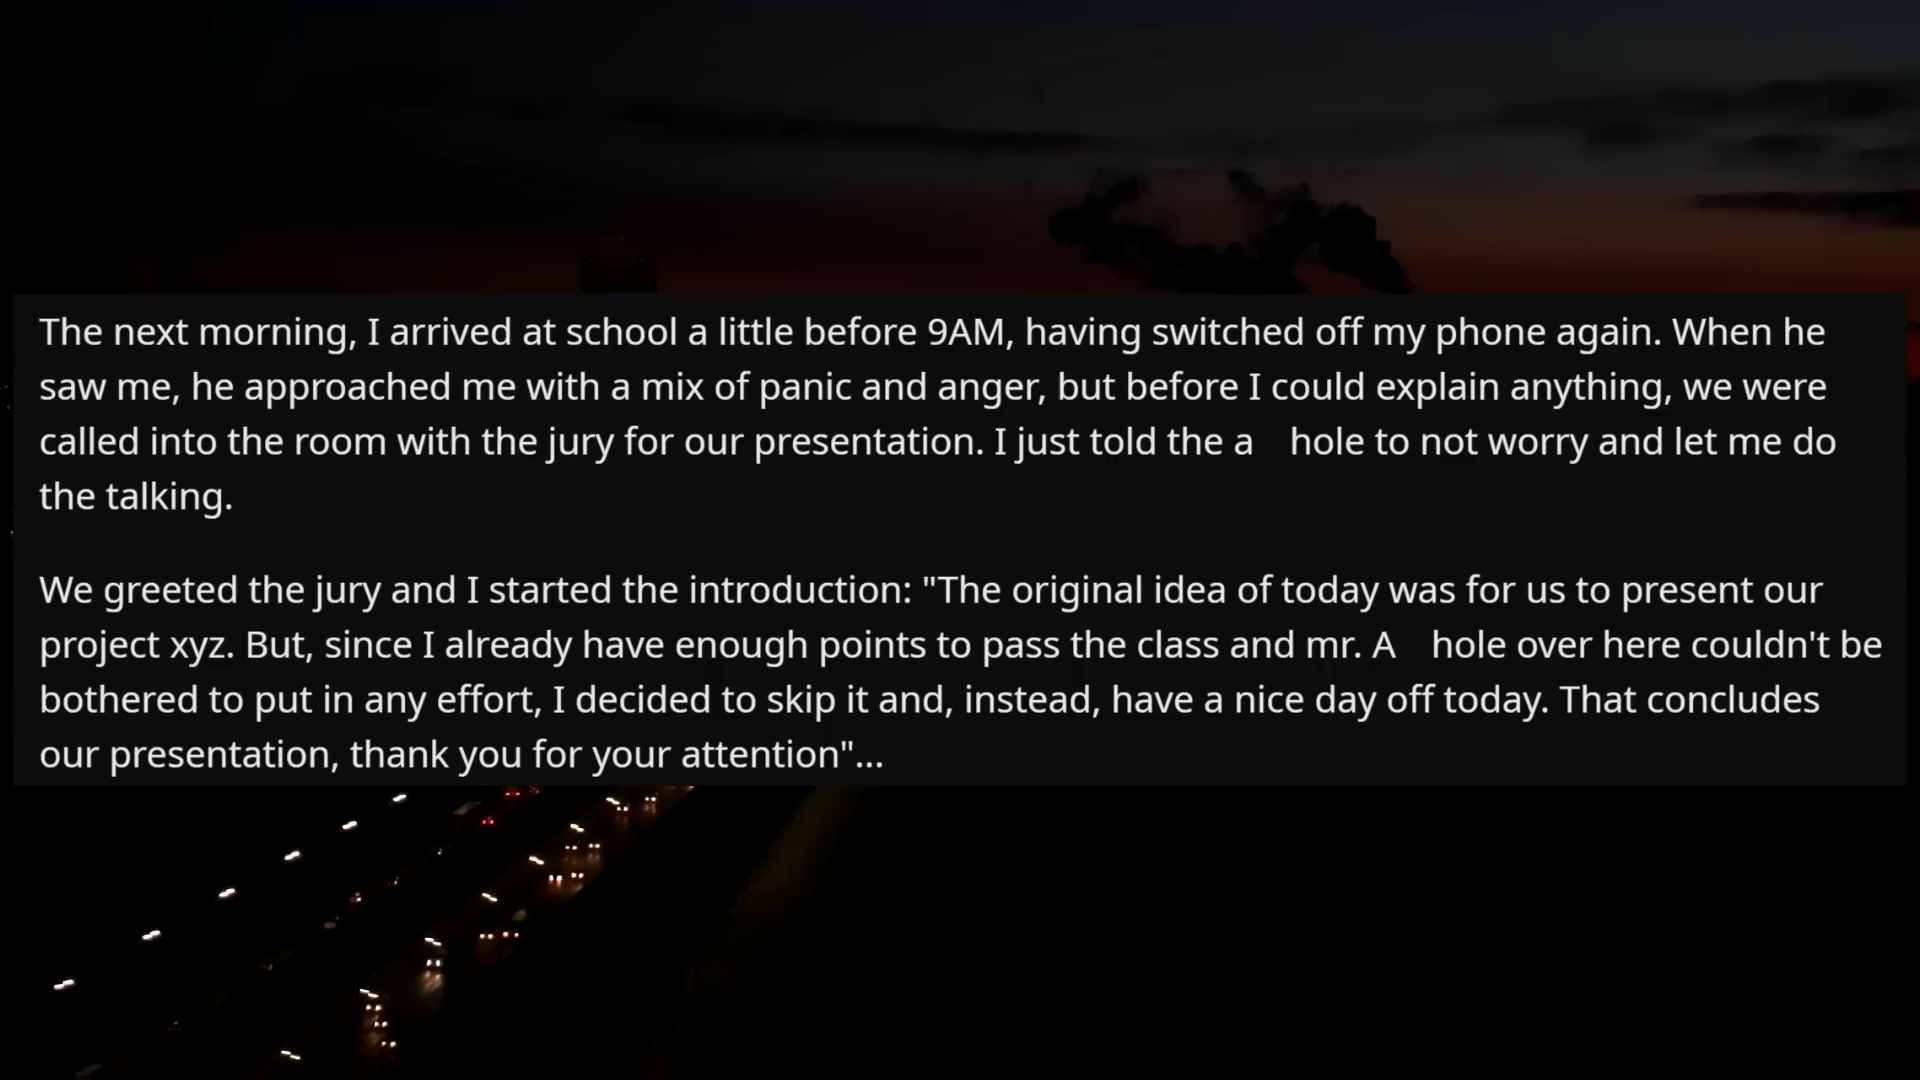 The next morning, I arrived at school a little before 9AM, having switched off my phone again. When he
saw me, he approached me with a mix of panic and anger, but before I could explain anything, we were
called into the room with the jury for our presentation. I just told the a hole to not worry and let me do
the talking.
We greeted the jury and I started the introduction: "The original idea of today was for us to present our
project xyz. But, since I already have enough points to pass the class and mr. A hole over here couldn't be
bothered to put in any effort, I decided to skip it and, instead, have a nice day off today. That concludes
our presentation, thank you for your attention"...